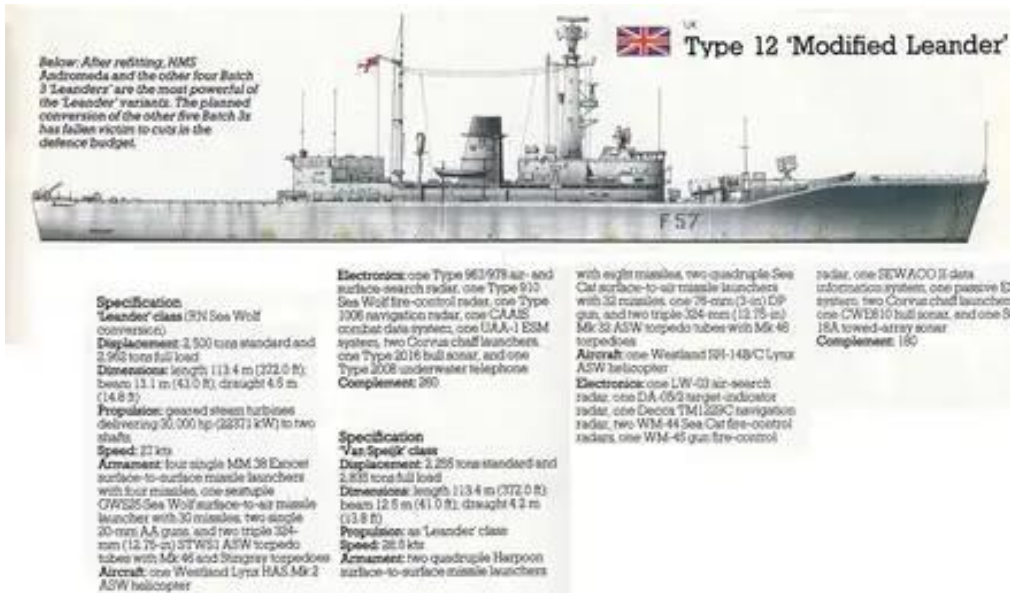 UK
Type 12 'Modified Leander'
Below: After refitting, HMS
Andromeda and the other four Batch
3 'Leanders' are the most powerful of
the 'Leander' variants. The planned
conversion of the other five Batch 3s
has fallen victim to cuts in the
defence budget.
F57
Specification
'Leander' class (RN Sea Wolf
conversion)
Displacement: 2,500 tons standard and
2,962 tons full load
Dimensions: length 113.4 m (372.0 ft);
beam 13.1 m (43.0 ft); draught 4.5 m
(14.8 ft)
Propulsion: geared steam turbines
delivering 30,000 hp (22371 kW) to two
shafts
Speed: 27 kts
Armament: four single MM.38 Exocet
surface-to-surface missile launchers
with four missiles, one sextuple
GWS25 Sea Wolf surface-to-air missile
launcher with 30 missiles, two single
20-mm AA guns, and two triple 324-
mm (12.75-in) STWS1 ASW torpedo
tubes with Mk 46 and Stingray torpedoes
Aircraft: one Westland Lynx HAS.Mk 2
ASW helicopter
Electronics: one Type 967/978 air- and
surface-search radar, one Type 910
Sea Wolf fire-control radar, one Type
1006 navigation radar, one CAAIS
combat data system, one UAA-1 ESM
system, two Corvus chaff launchers,
one Type 2016 hull sonar, and one
Type 2008 underwater telephone
Complement: 260
Specification
'Van Speijk' class
Displacement: 2,255 tons standard and
2,835 tons full load
Dimensions: length 113.4 m (372.0 ft);
beam 12.5 m (41.0 ft); draught 4.2 m
(13.8 ft)
Propulsion: as 'Leander' class
Speed: 28.5 kts
Armament: two quadruple Harpoon
surface-to-surface missile launchers
with eight missiles, two quadruple Sea
Cat surface-to-air missile launchers
with 32 missiles, one 76-mm (3-in) DP
gun, and two triple 324-mm (12.75-in)
Mk 32 ASW torpedo tubes with Mk 46
torpedoes
Aircraft: one Westland SH-14B/C Lynx
ASW helicopter
Electronics: one LW-03 air-search
radar, one DA-05/2 target-indicator
radar, one Decca TM1229C navigation
radar, two WM-44 Sea Cat fire-control
radars, one WM-45 gun fire-control
radar, one SEWACO II data
information system, one passive
system, two Corvus chaff launchers
one CWE610 hull sonar, and one
18A towed-array sonar
Complement: 180